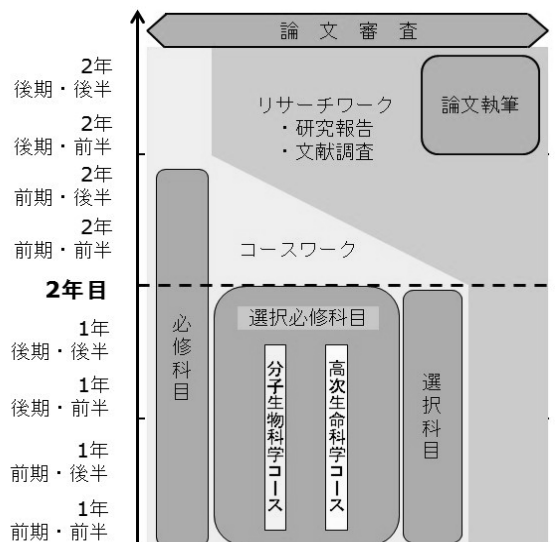 論文審査
2年
後期・後半
2年
後期・前半
2年
前期・後半
2年
前期・前半
2年目
1年
後期・後半
1年
後期・前半
1年
前期・後半
1年
前期・前半
リサーチワーク
・研究報告
・文献調査
論文執筆
コースワーク
必修科目
選択必修科目
分子生物科学コース
高次生命科学コース
選択科目